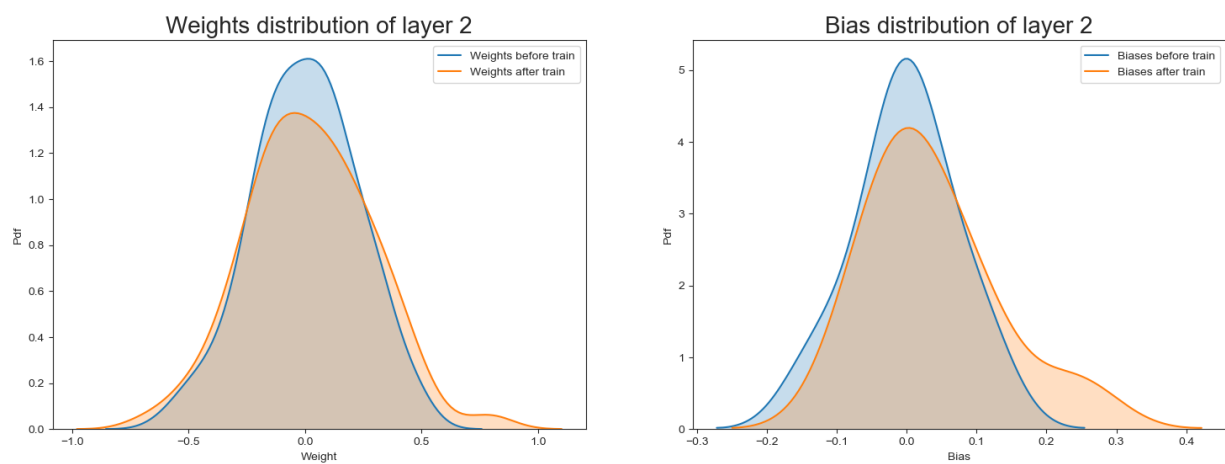 Weights distribution of layer 2
Weights before train
Weights after train
1.6
1.4
1.2
1.0
0.8
0.6
0.4
0.2
0.0
Pdf
−1.0
−0.5
0.0
0.5
1.0
Weight
Bias distribution of layer 2
Biases before train
Biases after train
5
4
3
2
1
0
Pdf
−0.3
−0.2
−0.1
0.0
0.1
0.2
0.3
0.4
Bias